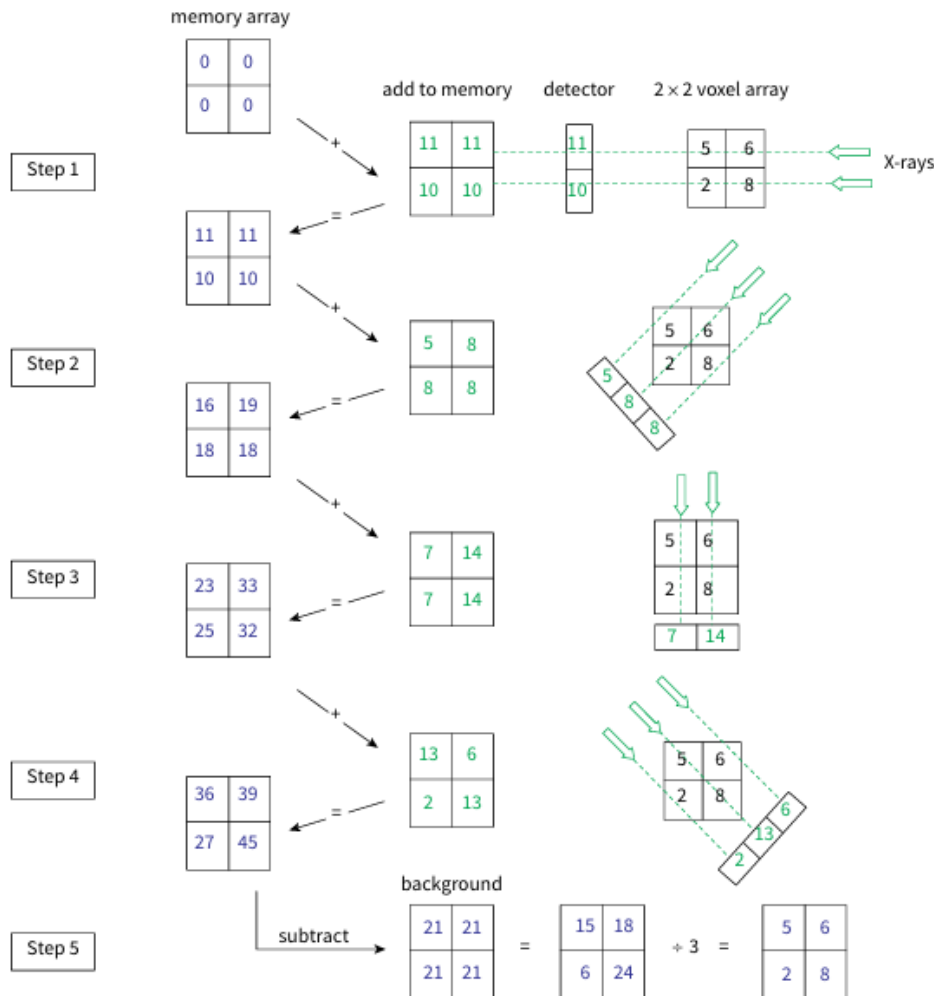 memory array
0 0
0 0
add to memory detector 2 × 2 voxel array
Step 1
+
11 11 11 5 6
10 10 10 2 8
X-rays
=
11 11
10 10
+
Step 2
5 8
8 8
5 6
2 8
5
8
8
=
16 19
18 18
+
Step 3
7 14
7 14
5 6
2 8
7 14
=
23 33
25 32
+
Step 4
13 6
2 13
5 6
2 8
6
13
2
=
36 39
27 45
background
Step 5
subtract
21 21 15 18 5 6
= ÷ 3 =
21 21 6 24 2 8